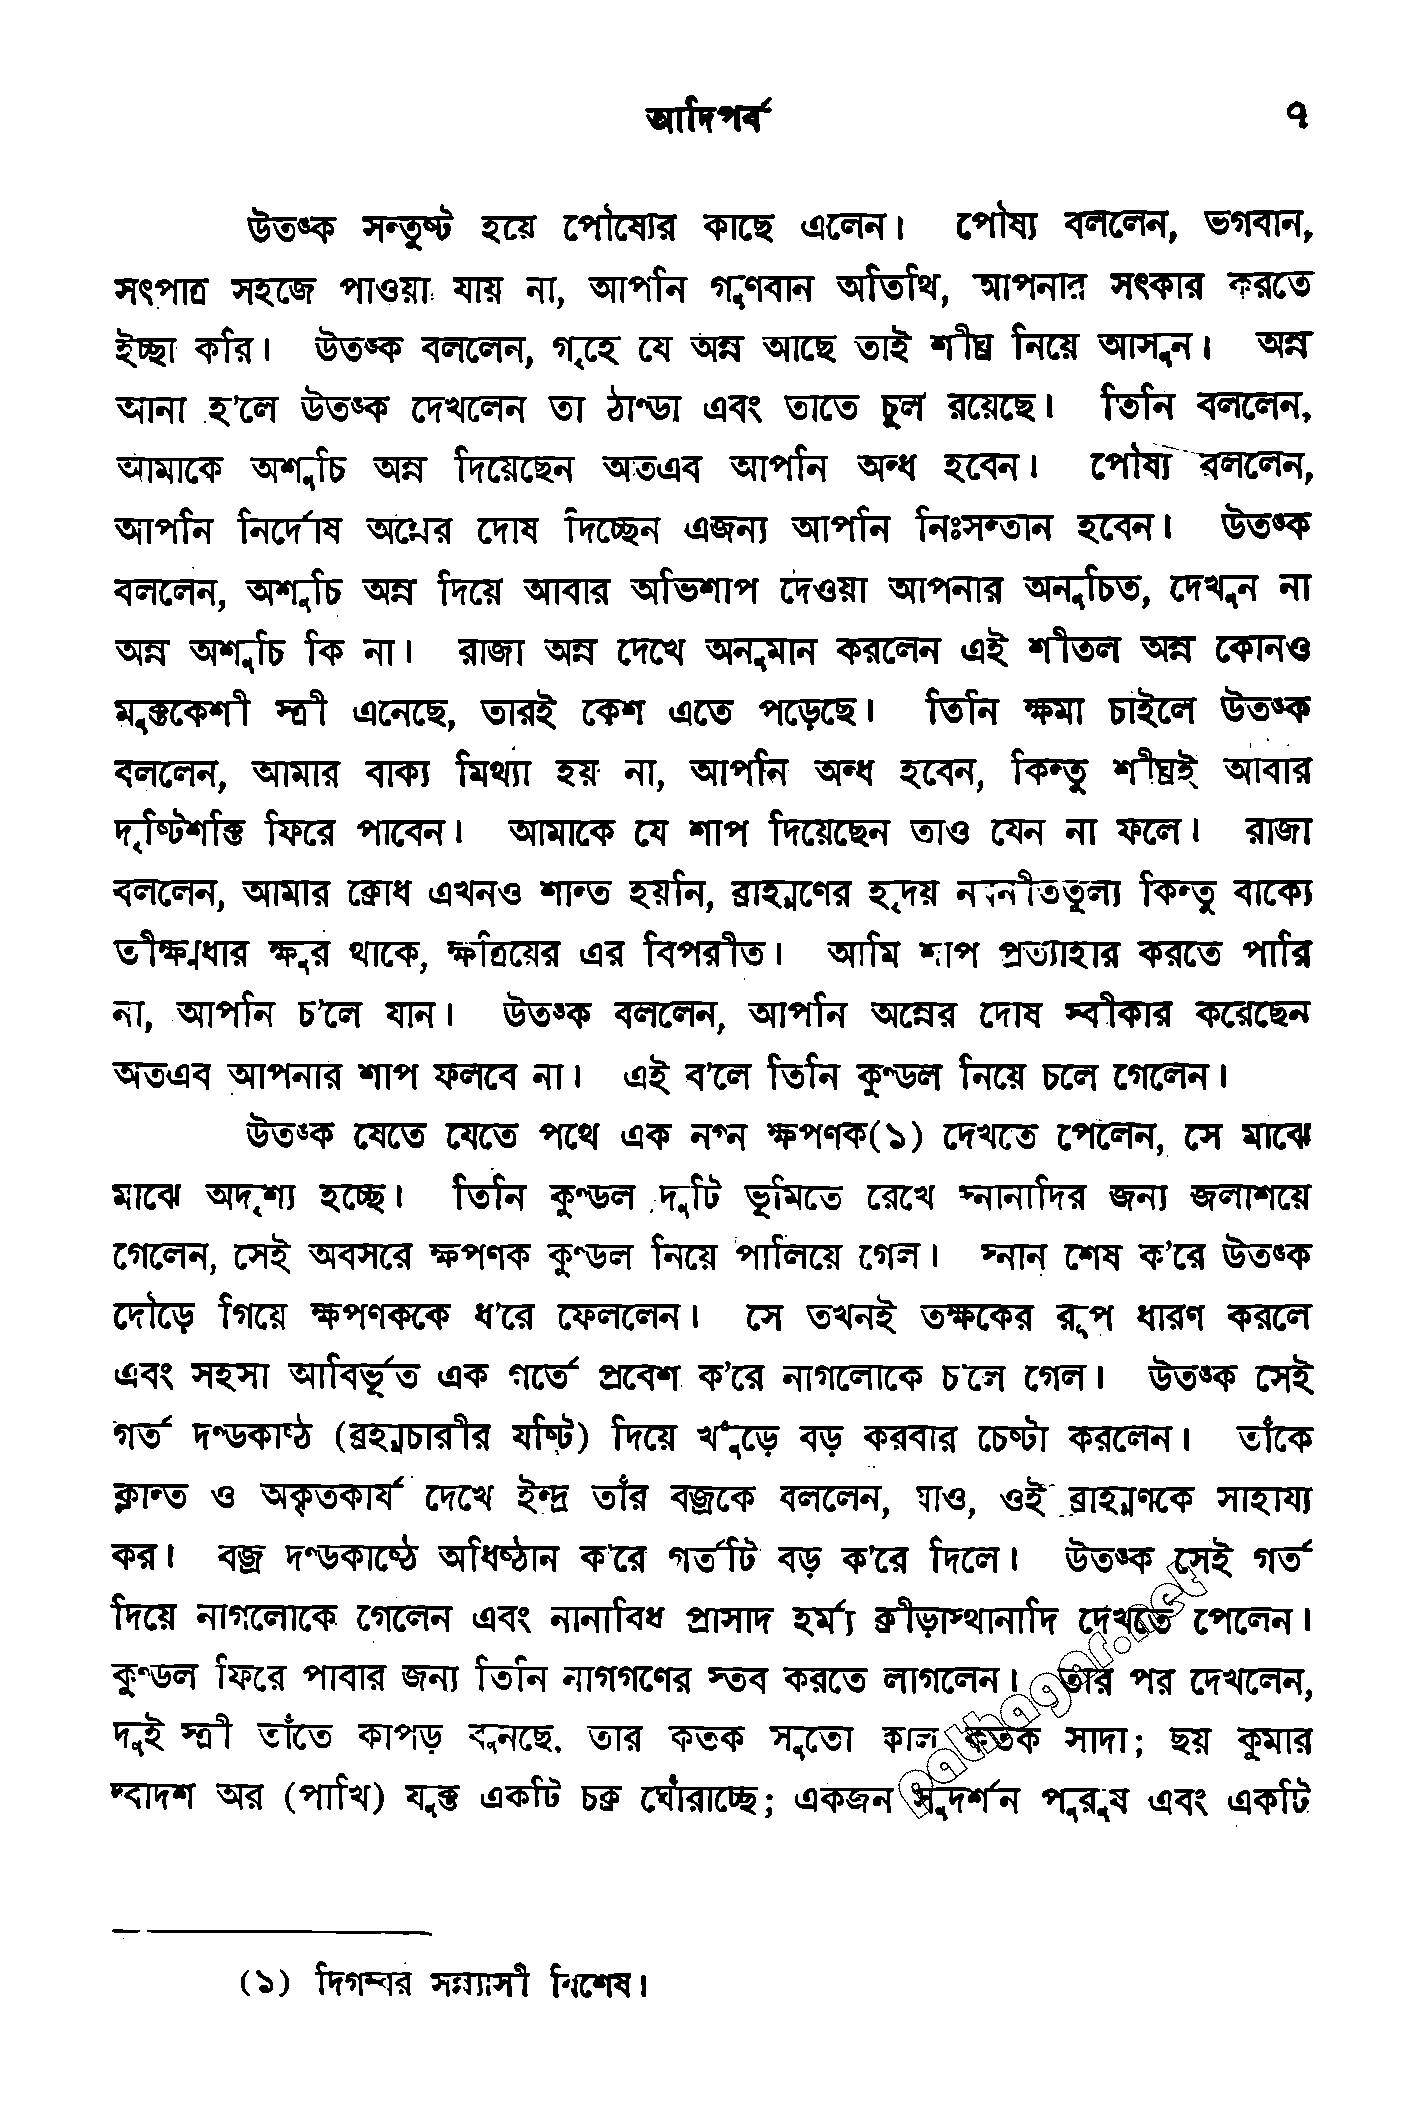 আদিপর্ব ৭
উতঙ্ক সন্তুষ্ট হয়ে পৌষ্যের কাছে এলেন। পৌষ্য বললেন, ভগবান,
সৎপাত্র সহজে পাওয়া যায় না, আপনি গুণবান অতিথি, আপনার সৎকার করতে
ইচ্ছা করি। উতঙ্ক বললেন, গৃহে যে অন্ন আছে তাই শীঘ্র নিয়ে আসুন। অন্ন
আনা হ’লে উতঙ্ক দেখলেন তা ঠাণ্ডা এবং তাতে চুল রয়েছে। তিনি বললেন,
আমাকে অশুচি অন্ন দিয়েছেন অতএব আপনি অন্ধ হবেন। পৌষ্য বললেন,
আপনি নির্দোষ অন্নের দোষ দিচ্ছেন এজন্য আপনি নিঃসন্তান হবেন। উতঙ্ক
বললেন, অশুচি অন্ন দিয়ে আবার অভিশাপ দেওয়া আপনার অনুচিত, দেখুন না
অন্ন অশুচি কি না। রাজা অন্ন দেখে অনুমান করলেন এই শীতল অন্ন কোনও
মুক্তকেশী স্ত্রী এনেছে, তারই কেশ এতে পড়েছে। তিনি ক্ষমা চাইলে উতঙ্ক
বললেন, আমার বাক্য মিথ্যা হয় না, আপনি অন্ধ হবেন, কিন্তু শীঘ্রই আবার
দৃষ্টিশক্তি ফিরে পাবেন। আমাকে যে শাপ দিয়েছেন তাও যেন না ফলে। রাজা
বললেন, আমার ক্রোধ এখনও শান্ত হয়নি, ব্রাহ্মণের হৃদয় নবনীততুল্য কিন্তু বাক্যে
তীক্ষ্ণধার ক্ষুর থাকে, ক্ষত্রিয়ের এর বিপরীত। আমি শাপ প্রত্যাহার করতে পারি
না, আপনি চ’লে যান। উতঙ্ক বললেন, আপনি অন্নের দোষ স্বীকার করেছেন
অতএব আপনার শাপ ফলবে না। এই ব’লে তিনি কুণ্ডল নিয়ে চলে গেলেন।
উতঙ্ক যেতে যেতে পথে এক নগ্ন ক্ষপণক(১) দেখতে পেলেন, সে মাঝে
মাঝে অদৃশ্য হচ্ছে। তিনি কুণ্ডল দুটি ভূমিতে রেখে স্নানাদির জন্য জলাশয়ে
গেলেন, সেই অবসরে ক্ষপণক কুণ্ডল নিয়ে পালিয়ে গেল। স্নান শেষ ক’রে উতঙ্ক
দৌড়ে গিয়ে ক্ষপণককে ধ’রে ফেললেন। সে তখনই তক্ষকের রূপ ধারণ করলে
এবং সহসা আবির্ভূত এক গর্তে প্রবেশ ক’রে নাগলোকে চ’লে গেল। উতঙ্ক সেই
গর্ত দণ্ডকাষ্ঠ (ব্রহ্মচারীর যষ্টি) দিয়ে খুঁড়ে বড় করবার চেষ্টা করলেন। তাঁকে
ক্লান্ত ও অকৃতকার্য দেখে ইন্দ্র তাঁর বজ্রকে বললেন, যাও, ওই ব্রাহ্মণকে সাহায্য
কর। বজ্র দণ্ডকাষ্ঠে অধিষ্ঠান ক’রে গর্তটি বড় ক’রে দিলে। উতঙ্ক সেই গর্ত
দিয়ে নাগলোকে গেলেন এবং নানাবিধ প্রাসাদ হর্ম্য ক্রীড়াস্থানাদি দেখতে পেলেন।
কুণ্ডল ফিরে পাবার জন্য তিনি নাগগণের স্তব করতে লাগলেন। তার পর দেখলেন,
দুই স্ত্রী তাঁতে কাপড় বুনছে, তার কতক সুতো কাল কতক সাদা; ছয় কুমার
দ্বাদশ অর (পাখি) যুক্ত একটি চক্র ঘোঁরাচ্ছে; একজন সুদর্শন পুরুষ এবং একটি
(১) দিগম্বর সন্ন্যাসী বিশেষ।
pathagar.net